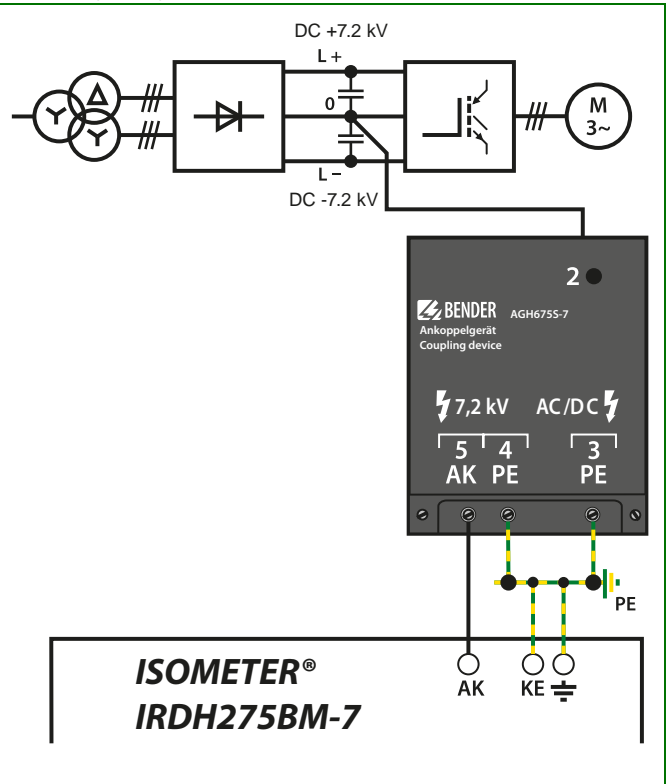 DC +7.2 kV
L +
0
L –
DC -7.2 kV
M
3~
2
BENDER AGH675S-7
Ankoppelgerät
Coupling device
7,2 kV AC/DC
5 4 3
AK PE PE
PE
ISOMETER®
IRDH275BM-7
AK KE